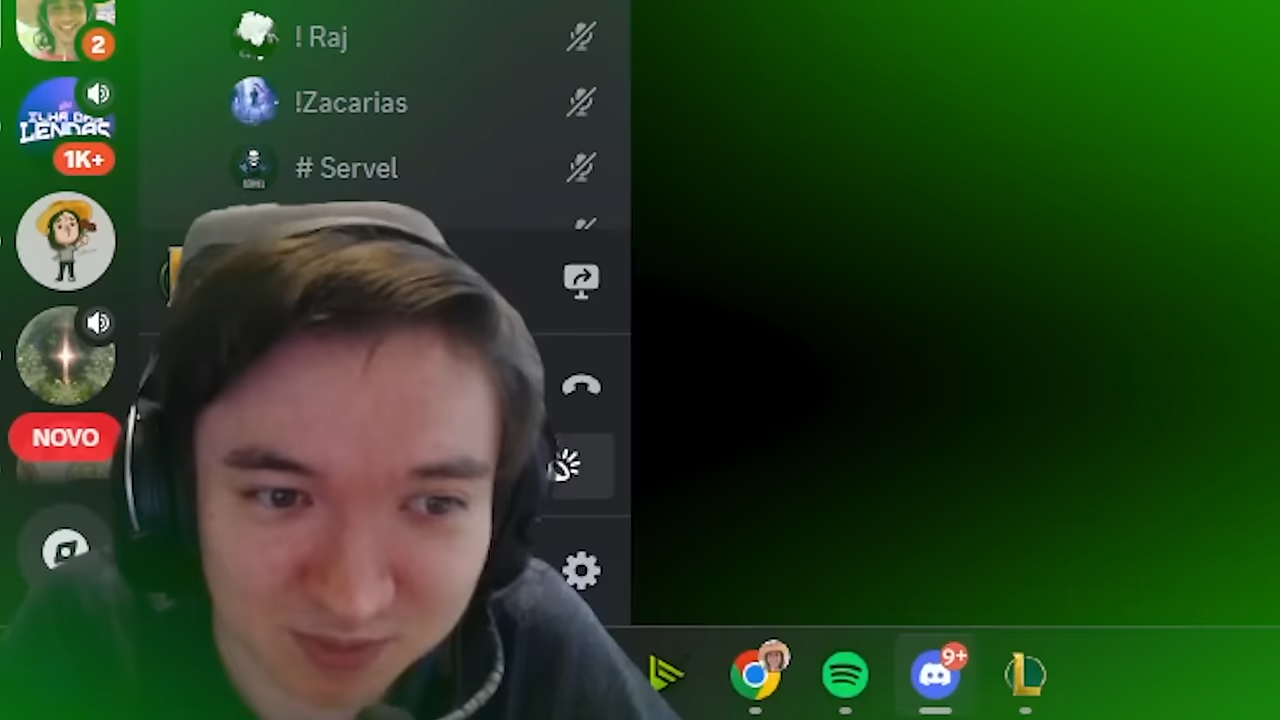 2
! Raj
!Zacarias
ILHA DAS
LENDAS
1K+
# Servel
NOVO
9+